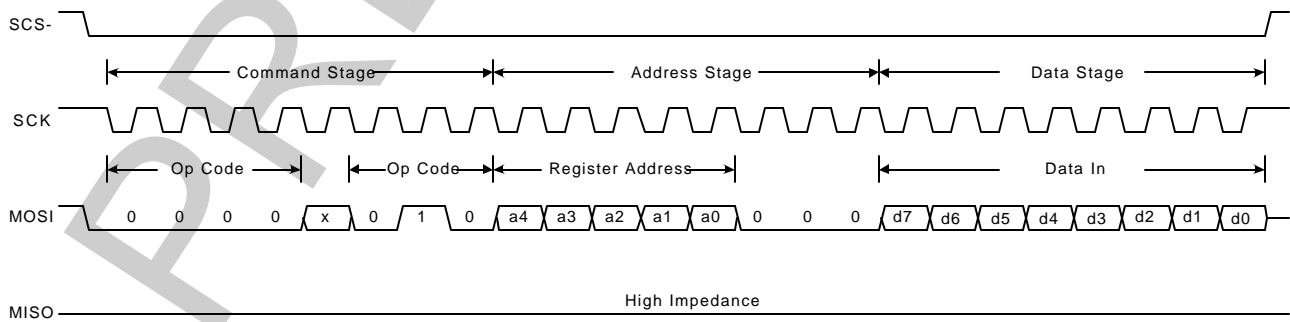 SCS-
Command Stage Address Stage Data Stage
SCK
Op Code Op Code Register Address Data In
MOSI 0 0 0 0 x 0 1 0 a4 a3 a2 a1 a0 0 0 0 d7 d6 d5 d4 d3 d2 d1 d0
High Impedance
MISO
PRE